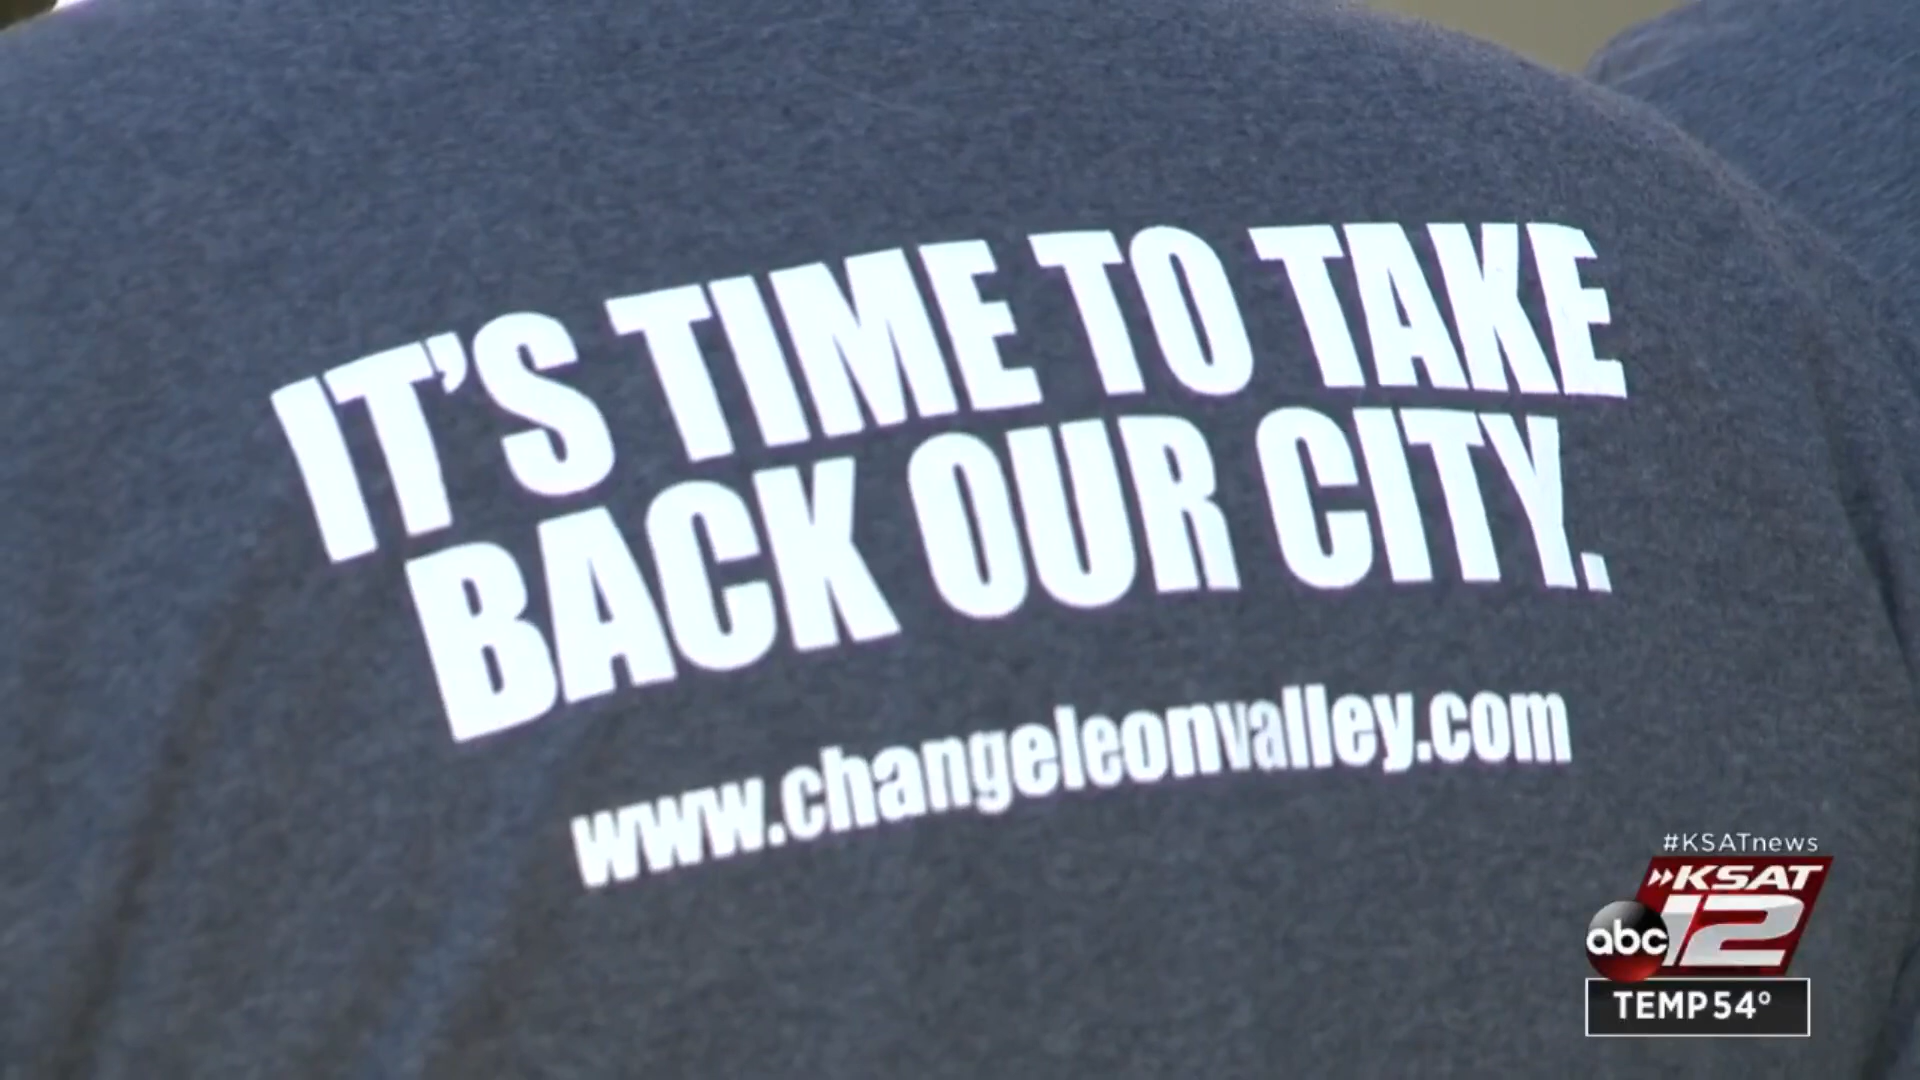 IT'S TIME TO TAKE
BACK OUR CITY.
www.changeleonvalley.com
#KSATnews
KSAT
abc 12
TEMP 54°